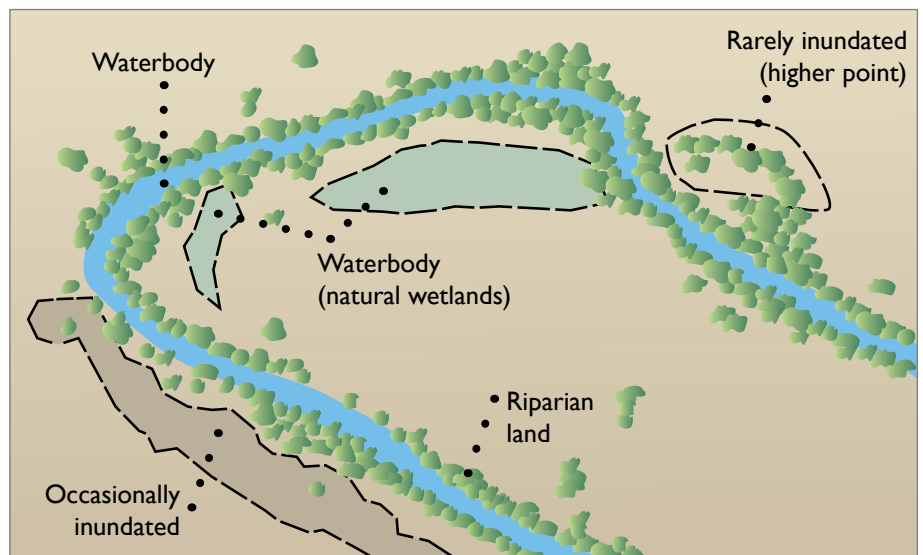 Waterbody
Rarely inundated
(higher point)
Waterbody
(natural wetlands)
Riparian
land
Occasionally
inundated